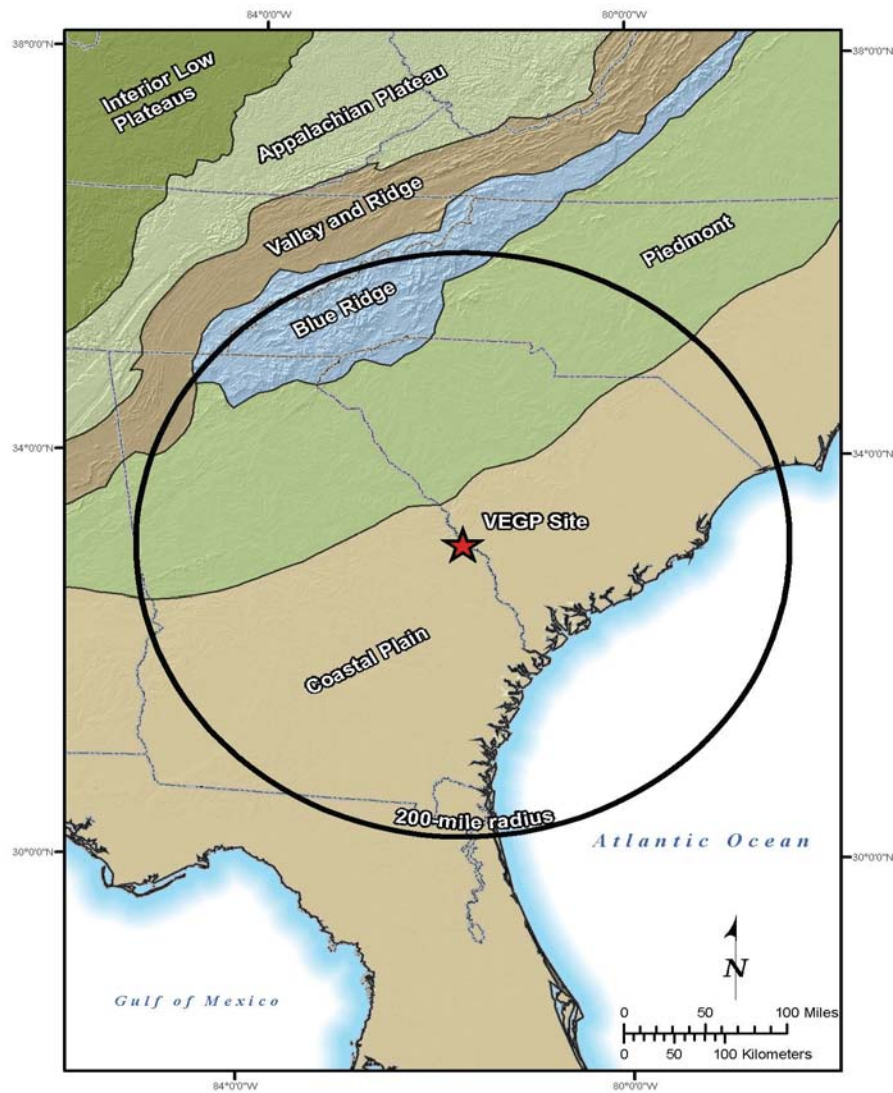 84°0'0"W
80°0'0"W
38°0'0"N
38°0'0"N
Interior Low
Plateaus
Appalachian Plateau
Valley and Ridge
Piedmont
Blue Ridge
34°0'0"N
34°0'0"N
VEGP Site
Coastal Plain
200-mile radius
30°0'0"N
30°0'0"N
Atlantic Ocean
Gulf of Mexico
N
0 50 100 Miles
0 50 100 Kilometers
84°0'0"W
80°0'0"W